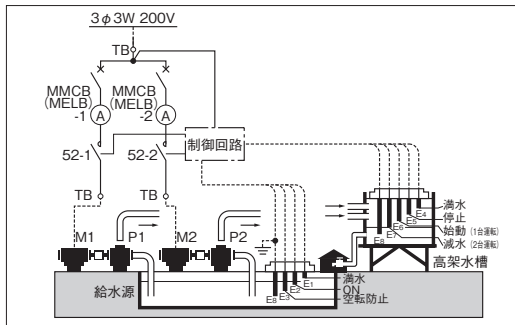 3φ3W 200V
TB
MMCB
(MELB)
-1
A
MMCB
(MELB)
-2
A
制御回路
52-1
52-2
TB
TB
M1
P1
M2
P2
E4
満水
E5
停止
E6
始動 (1台運転)
E7
減水 (2台運転)
E8
高架水槽
給水源
E1
満水
E2
ON
E3
空転防止
E8